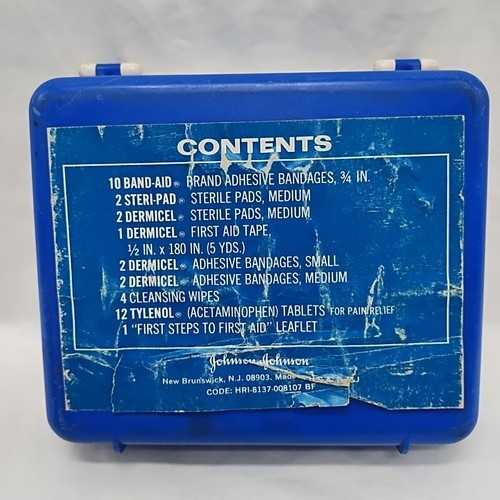 CONTENTS
10 BAND-AID® BRAND ADHESIVE BANDAGES, ¾ IN.
2 STERI-PAD® STERILE PADS, MEDIUM
2 DERMICEL® STERILE PADS, MEDIUM
1 DERMICEL® FIRST AID TAPE,
½ IN. x 180 IN. (5 YDS.)
2 DERMICEL® ADHESIVE BANDAGES, SMALL
2 DERMICEL® ADHESIVE BANDAGES, MEDIUM
4 CLEANSING WIPES
12 TYLENOL® (ACETAMINOPHEN) TABLETS FOR PAIN RELIEF
1 "FIRST STEPS TO FIRST AID" LEAFLET
Johnson & Johnson
New Brunswick, N.J. 08903. Made
CODE: HRI-8137-008107 BF